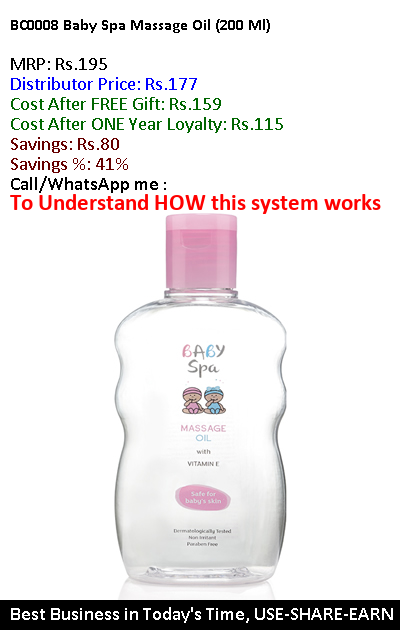 BC0008 Baby Spa Massage Oil (200 Ml)
MRP: Rs.195
Distributor Price: Rs.177
Cost After FREE Gift: Rs.159
Cost After ONE Year Loyalty: Rs.115
Savings: Rs.80
Savings %: 41%
Call/WhatsApp me :
To Understand HOW this system works
BABY
Spa
MASSAGE
OIL
with
VITAMIN E
Safe for
baby's skin
Dermatologically Tested
Non Irritant
Paraben Free
Best Business in Today's Time, USE-SHARE-EARN